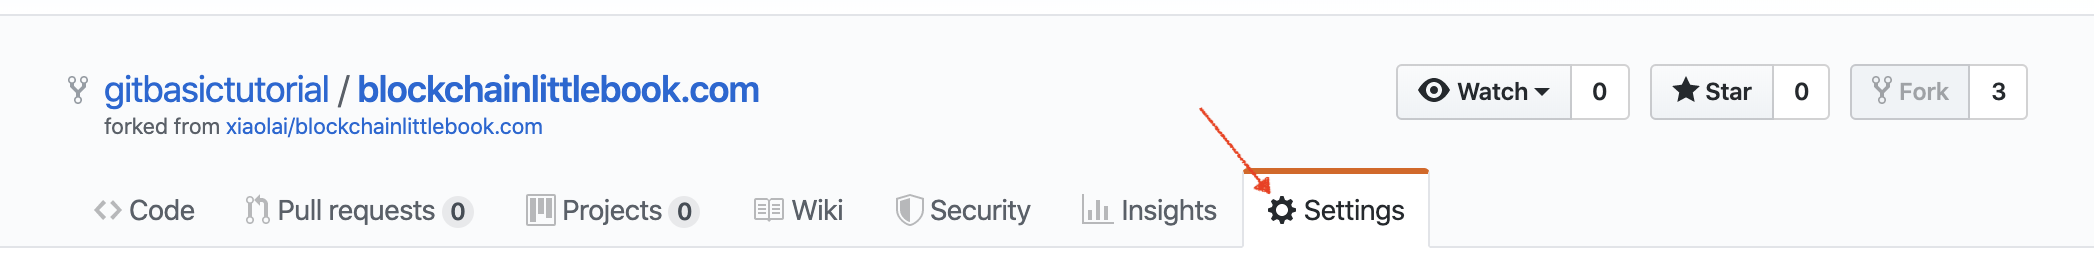 gitbasictutorial / blockchainlittlebook.com
Watch 0 Star 0 Fork 3
forked from xiaolai/blockchainlittlebook.com
Code Pull requests 0 Projects 0 Wiki Security Insights Settings